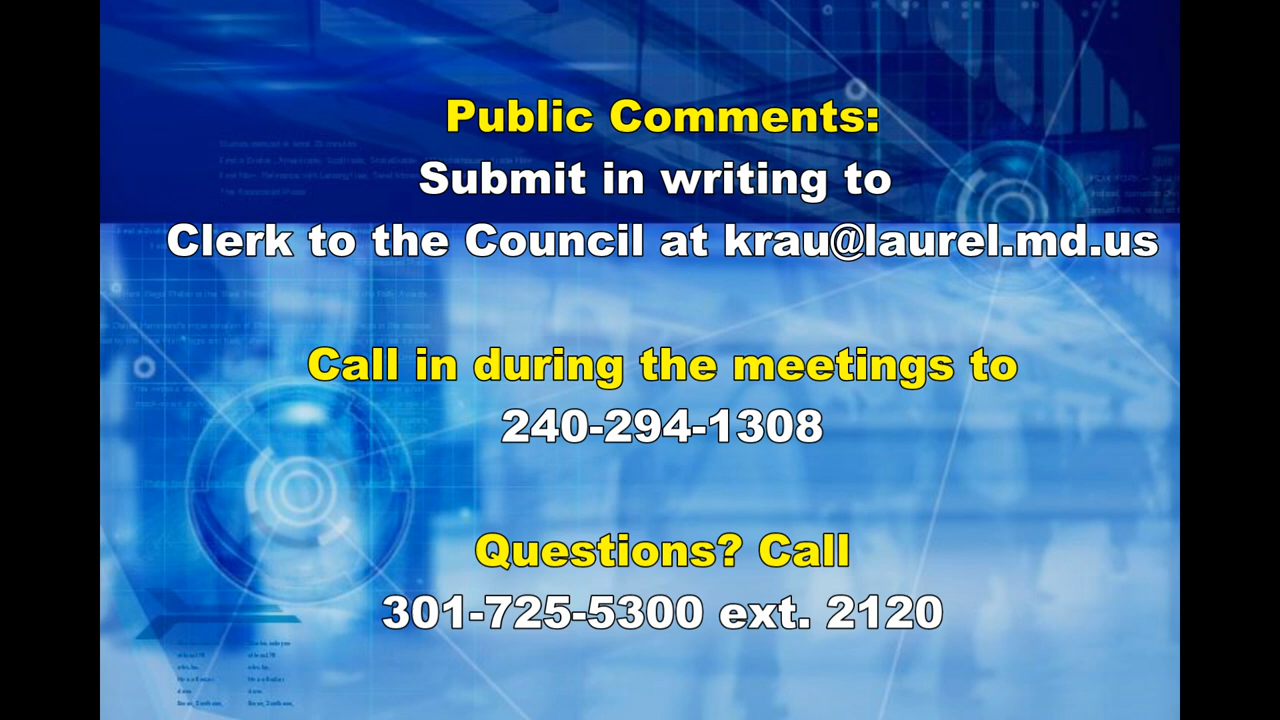 Public Comments:
Submit in writing to
Clerk to the Council at krau@laurel.md.us
Call in during the meetings to
240-294-1308
Questions? Call
301-725-5300 ext. 2120